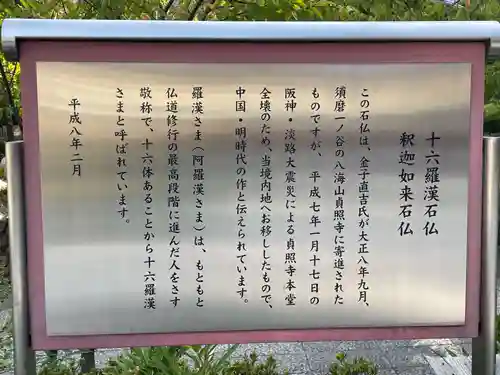 十六羅漢石仏
釈迦如来石仏
この石仏は、金子直吉氏が大正八年九月、
須磨一ノ谷の八海山貞照寺に寄進された
ものですが、平成七年一月十七日の
阪神・淡路大震災による貞照寺本堂
全壊のため、当境内地へお移ししたもので、
中国・明時代の作と伝えられています。
羅漢さま(阿羅漢さま)は、もともと
仏道修行の最高段階に進んだ人をさす
敬称で、十六体あることから十六羅漢
さまと呼ばれています。
平成八年二月